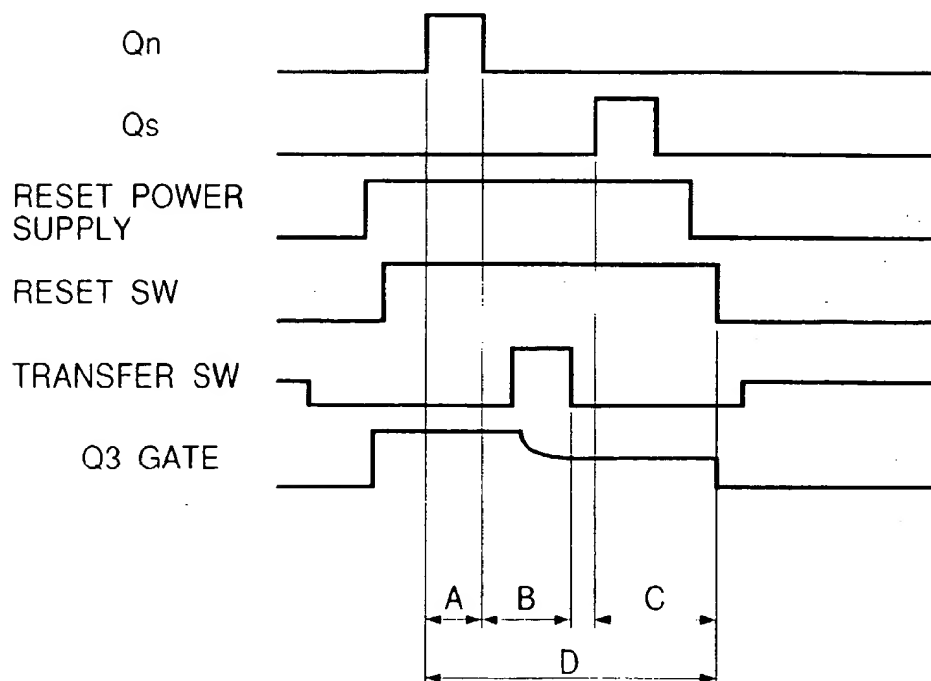 Qn
Qs
RESET POWER
SUPPLY
RESET SW
TRANSFER SW
Q3 GATE
A B C
D